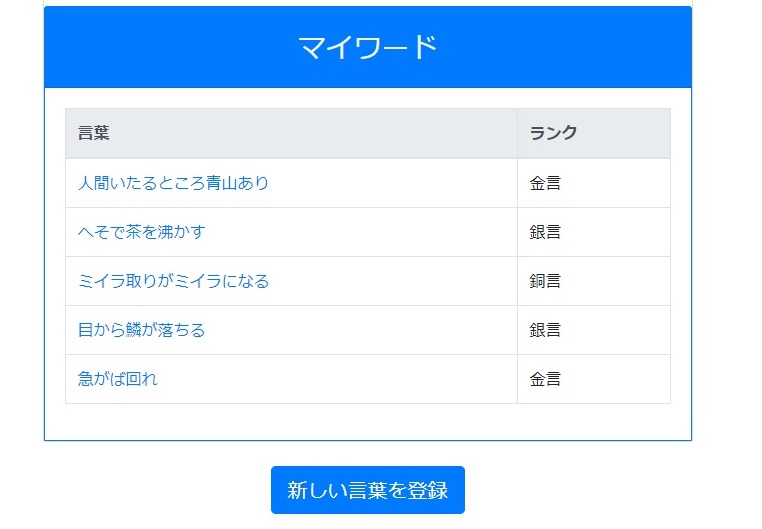 マイワード
言葉 ランク
人間いたるところ青山あり 金言
へそで茶を沸かす 銀言
ミイラ取りがミイラになる 銅言
目から鱗が落ちる 銀言
急がば回れ 金言
新しい言葉を登録